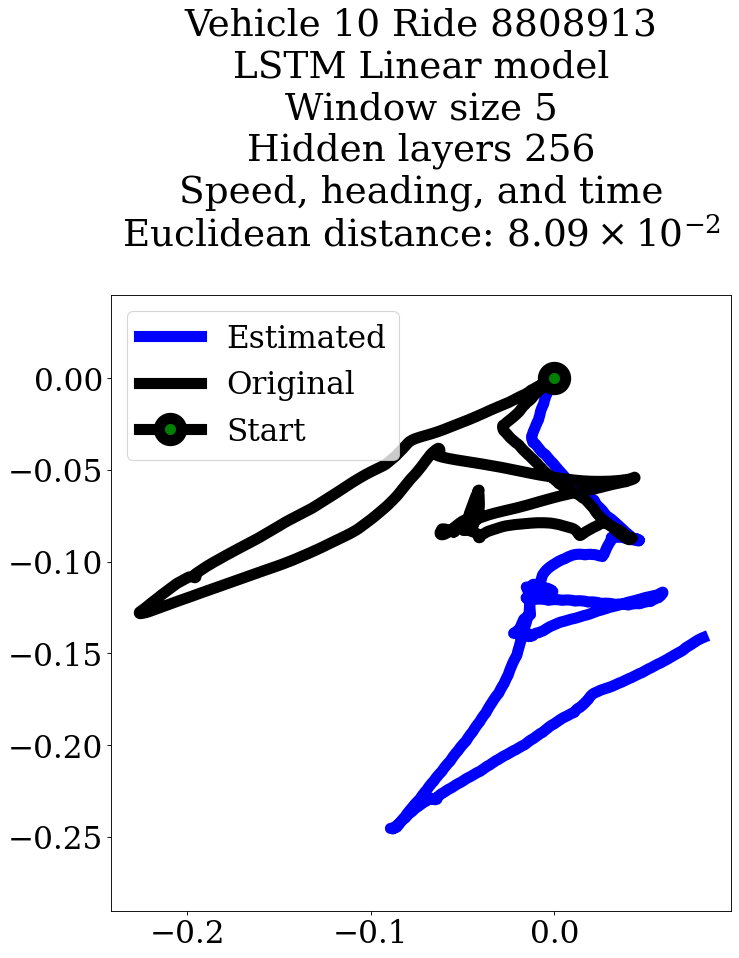 Vehicle 10 Ride 8808913
LSTM Linear model
Window size 5
Hidden layers 256
Speed, heading, and time
Euclidean distance: 8.09 × 10⁻²
Estimated
Original
Start
0.00
−0.05
−0.10
−0.15
−0.20
−0.25
−0.2
−0.1
0.0